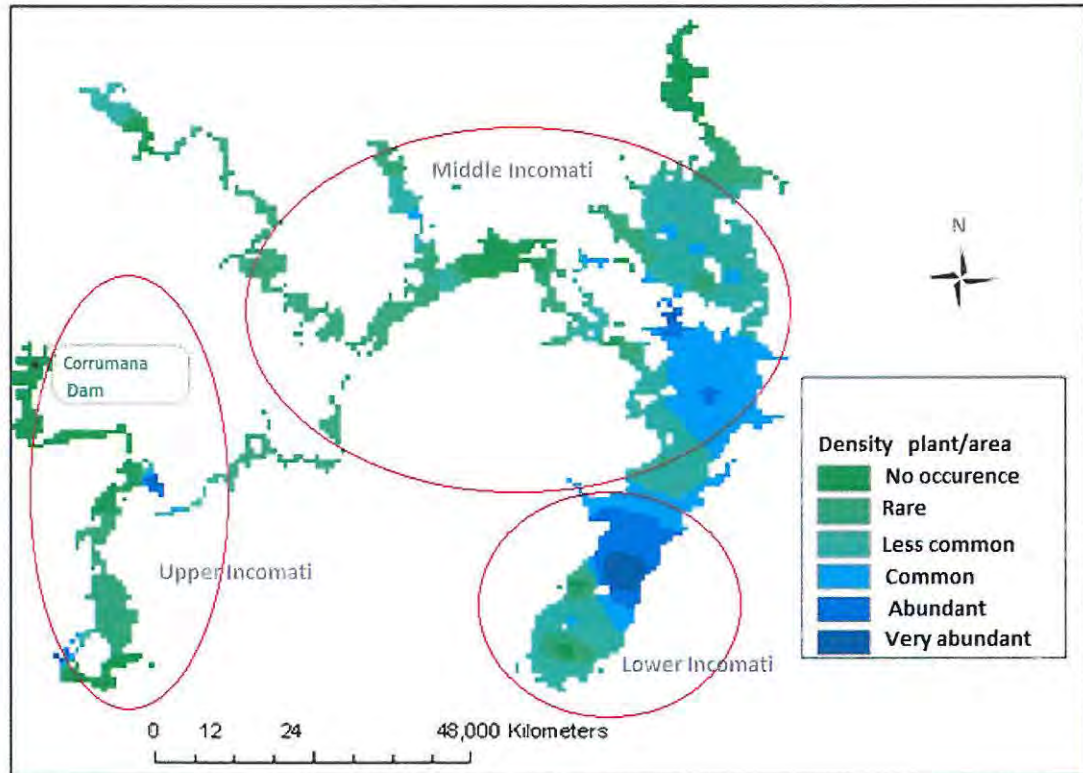 Middle Incomati
N
Corrumana
Dam
Density plant/area
No occurence
Rare
Less common
Common
Abundant
Very abundant
Upper Incomati
Lower Incomati
0 12 24 48,000 Kilometers